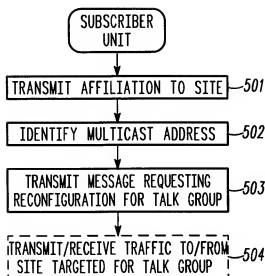 SUBSCRIBER
UNIT
TRANSMIT AFFILIATION TO SITE
501
IDENTIFY MULTICAST ADDRESS
502
TRANSMIT MESSAGE REQUESTING
RECONFIGURATION FOR TALK GROUP
503
TRANSMIT/RECEIVE TRAFFIC TO/FROM
SITE TARGETED FOR TALK GROUP
504